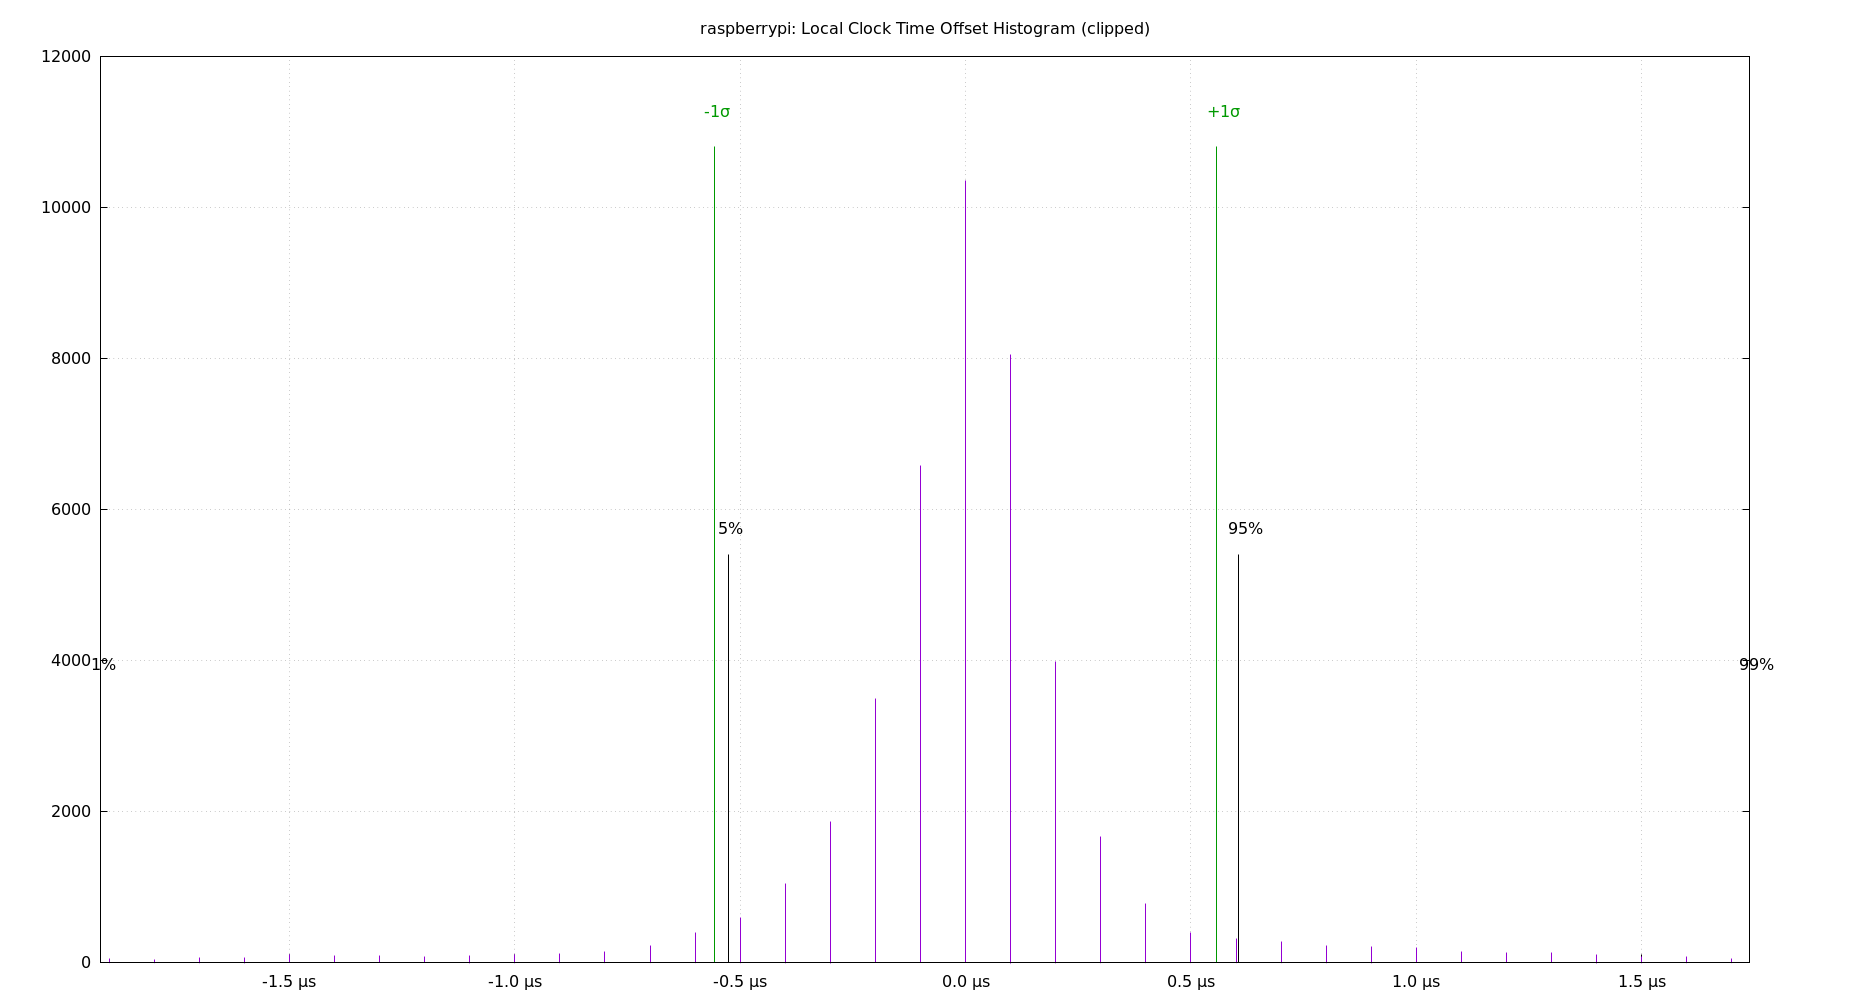 raspberrypi: Local Clock Time Offset Histogram (clipped)
12000
-1σ
+1σ
10000
8000
6000
5%
95%
4000
1%
99%
2000
0
-1.5 μs
-1.0 μs
-0.5 μs
0.0 μs
0.5 μs
1.0 μs
1.5 μs